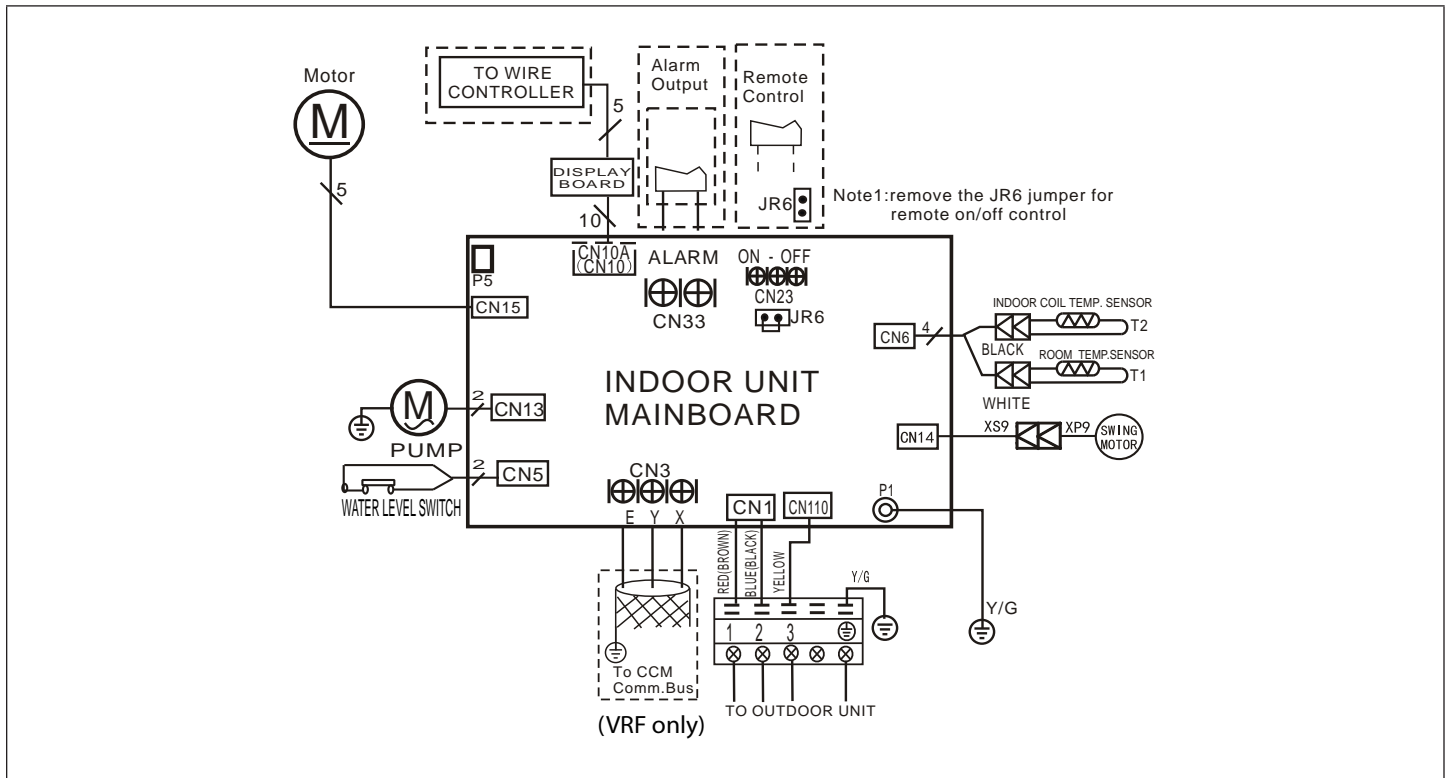 Motor
M
5
TO WIRE
CONTROLLER
5
DISPLAY
BOARD
10
Alarm
Output
Remote
Control
JR6
Note1:remove the JR6 jumper for
remote on/off control
P5
CN10A
(CN10)
ALARM
CN33
ON - OFF
CN23
JR6
CN15
CN6
4
INDOOR COIL TEMP. SENSOR
T2
BLACK
ROOM TEMP.SENSOR
T1
WHITE
INDOOR UNIT
MAINBOARD
M
PUMP
2
CN13
CN14
XS9
XP9
SWING
MOTOR
2
CN5
WATER LEVEL SWITCH
CN3
E Y X
CN1
CN110
P1
RED(BROWN)
BLUE(BLACK)
YELLOW
Y/G
Y/G
1 2 3
To CCM
Comm.Bus
TO OUTDOOR UNIT
(VRF only)